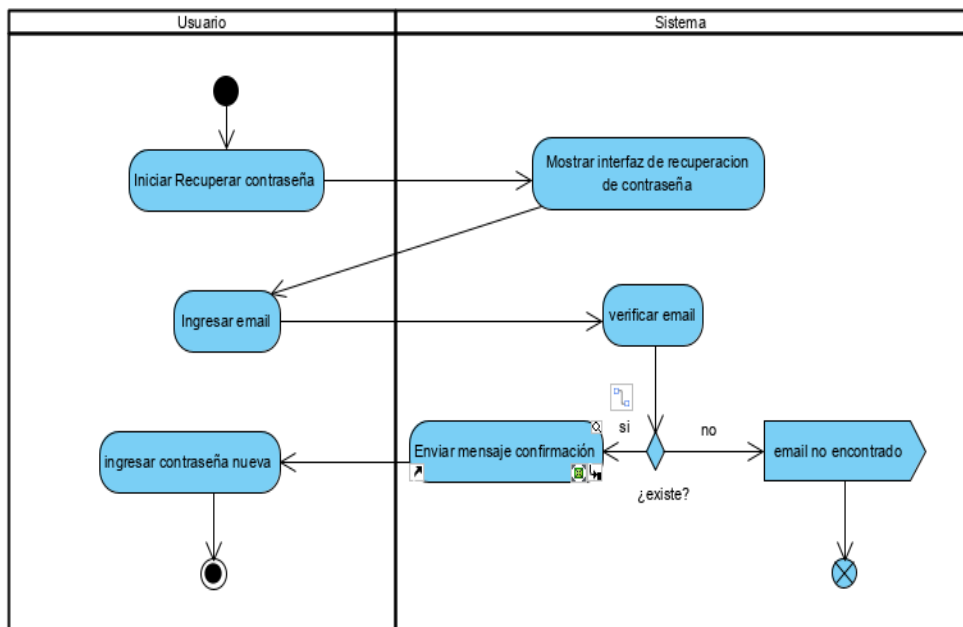 Usuario
Sistema
Iniciar Recuperar contraseña
Mostrar interfaz de recuperacion
de contraseña
Ingresar email
verificar email
si
no
ingresar contraseña nueva
Enviar mensaje confirmación
email no encontrado
¿existe?